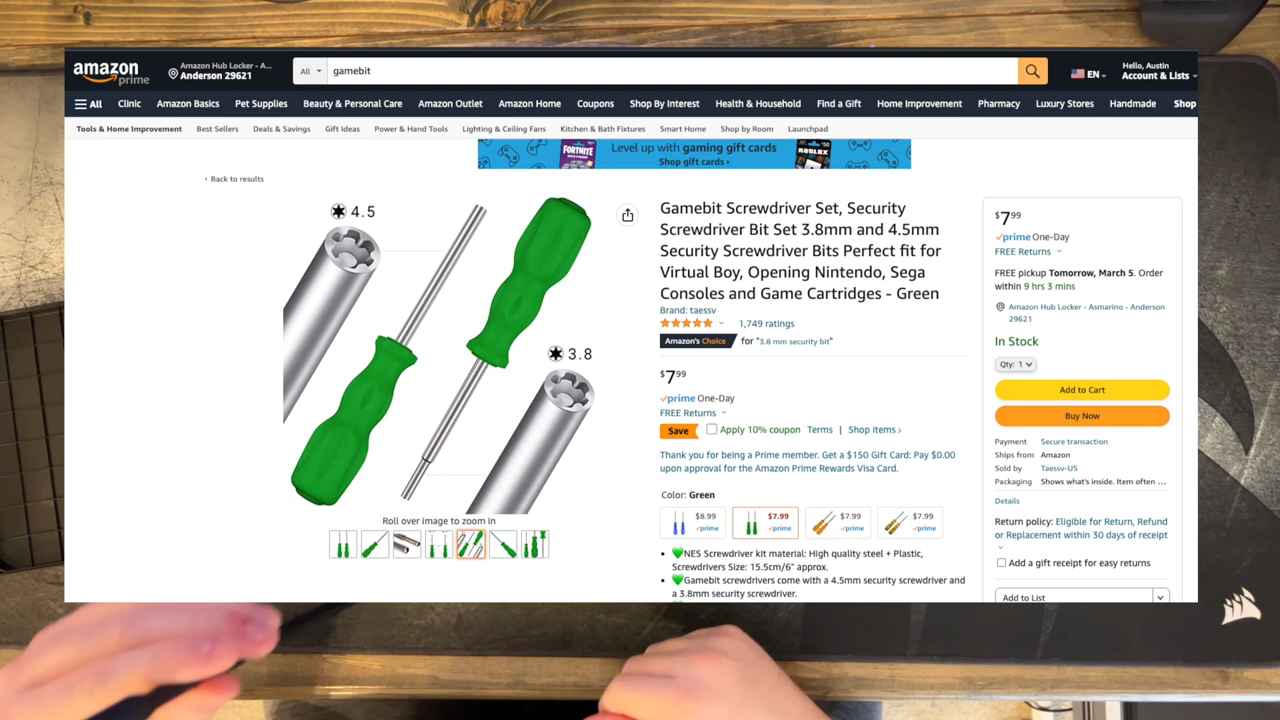 amazon
prime
Amazon Hub Locker - A...
Anderson 29621
All
gamebit
EN
Hello, Austin
Account & Lists
All
Clinic
Amazon Basics
Pet Supplies
Beauty & Personal Care
Amazon Outlet
Amazon Home
Coupons
Shop By Interest
Health & Household
Find a Gift
Home Improvement
Pharmacy
Luxury Stores
Handmade
Shop
Tools & Home Improvement
Best Sellers
Deals & Savings
Gift Ideas
Power & Hand Tools
Lighting & Ceiling Fans
Kitchen & Bath Fixtures
Smart Home
Shop by Room
Launchpad
FORTNITE
Level up with gaming gift cards
Shop gift cards ›
ROBLOX
‹ Back to results
4.5
3.8
Roll over image to zoom in
Gamebit Screwdriver Set, Security
Screwdriver Bit Set 3.8mm and 4.5mm
Security Screwdriver Bits Perfect fit for
Virtual Boy, Opening Nintendo, Sega
Consoles and Game Cartridges - Green
Brand: taessv
1,749 ratings
Amazon's Choice for "3.8 mm security bit"
$7.99
prime One-Day
FREE Returns
Save Apply 10% coupon Terms | Shop items ›
Thank you for being a Prime member. Get a $150 Gift Card: Pay $0.00
upon approval for the Amazon Prime Rewards Visa Card.
Color: Green
$8.99
prime
$7.99
prime
$7.99
prime
$7.99
prime
• NES Screwdriver kit material: High quality steel + Plastic,
Screwdrivers Size: 15.5cm/6" approx.
• Gamebit screwdrivers come with a 4.5mm security screwdriver and
a 3.8mm security screwdriver.
$7.99
prime One-Day
FREE Returns
FREE pickup Tomorrow, March 5. Order
within 9 hrs 3 mins
Amazon Hub Locker - Asmarino - Anderson
29621
In Stock
Qty: 1
Add to Cart
Buy Now
Payment Secure transaction
Ships from Amazon
Sold by Taessv-US
Packaging Shows what's inside. Item often ...
Details
Return policy: Eligible for Return, Refund
or Replacement within 30 days of receipt
Add a gift receipt for easy returns
Add to List